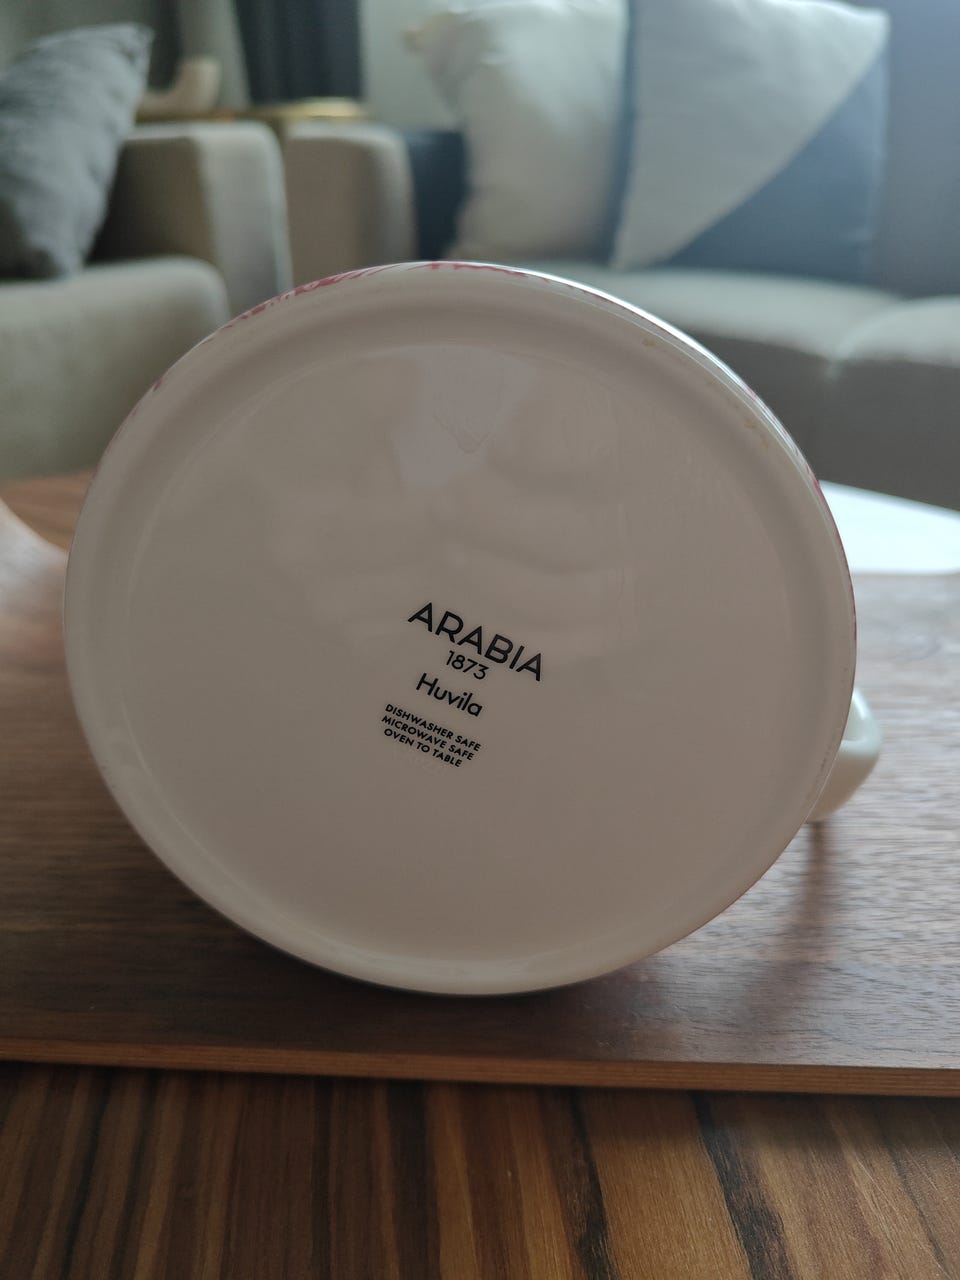 ARABIA
1873
Huvila
DISHWASHER SAFE
MICROWAVE SAFE
OVEN TO TABLE